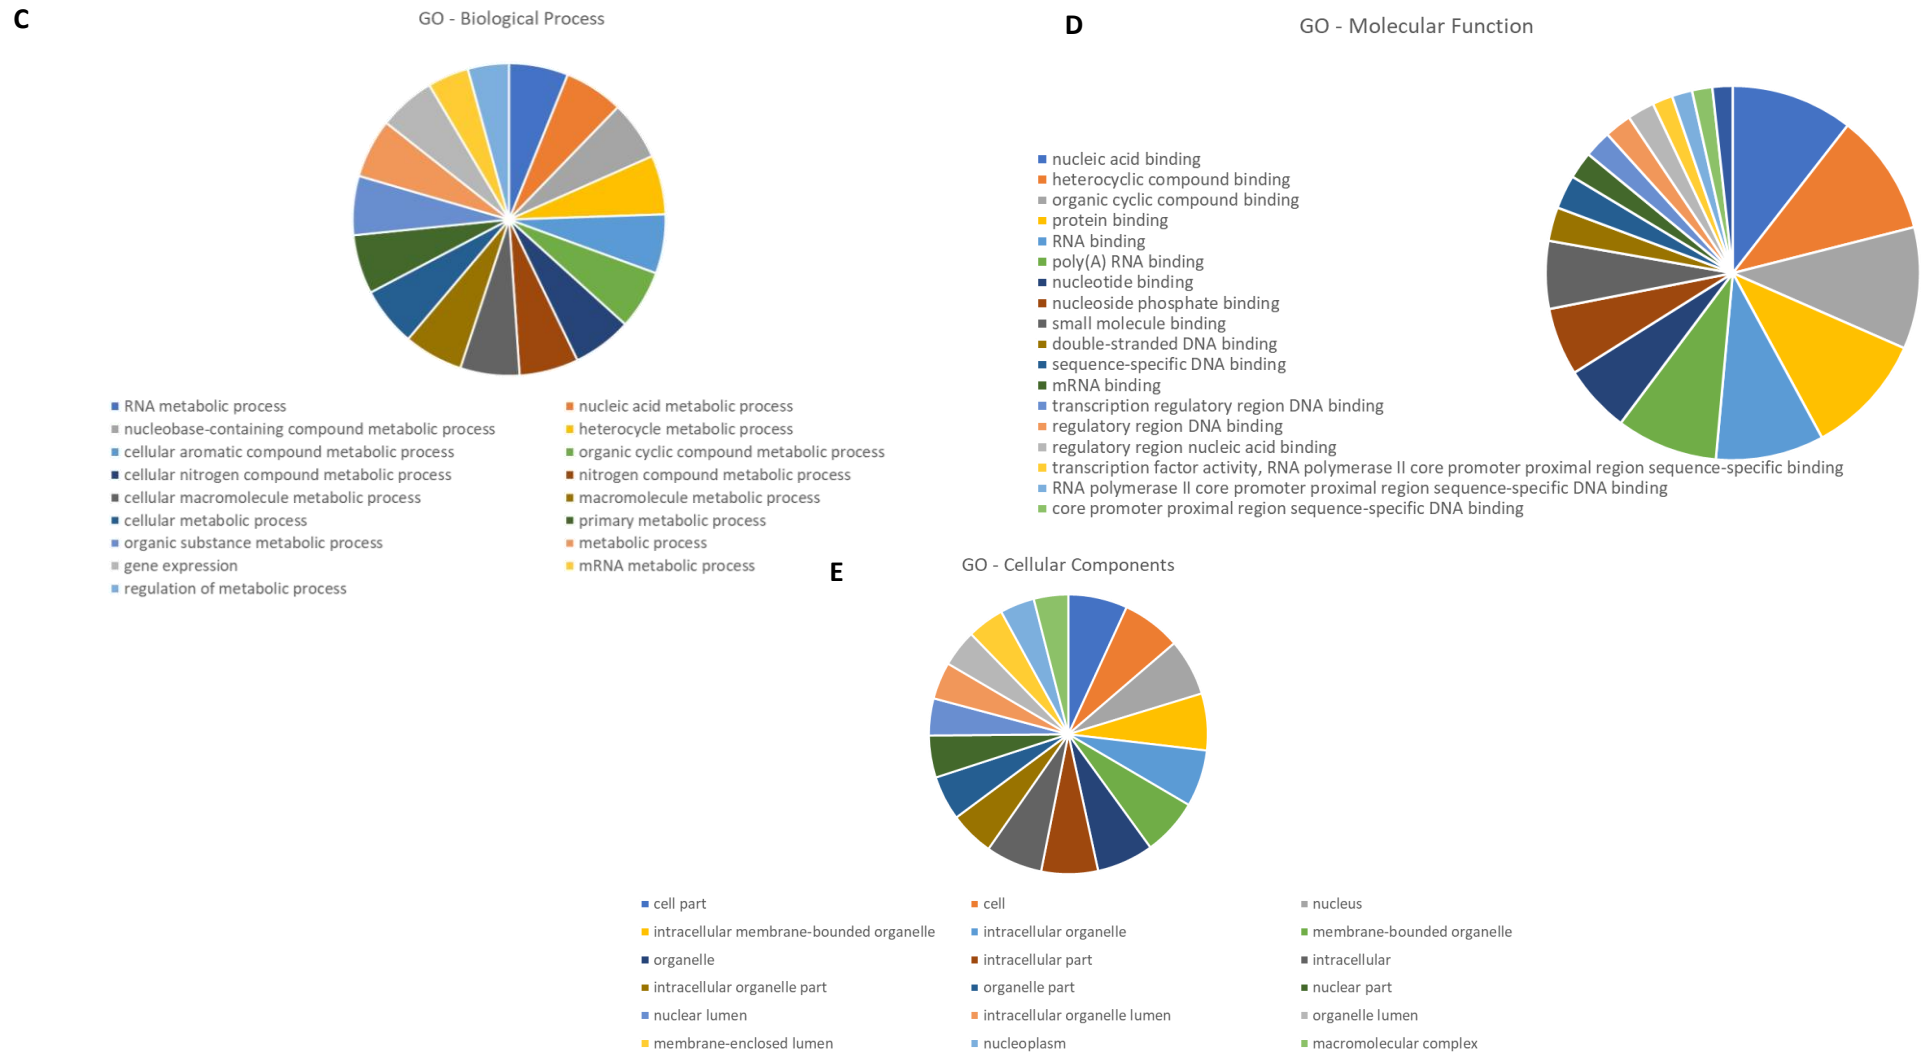 C
GO - Biological Process
RNA metabolic process
nucleic acid metabolic process
nucleobase-containing compound metabolic process
heterocycle metabolic process
cellular aromatic compound metabolic process
organic cyclic compound metabolic process
cellular nitrogen compound metabolic process
nitrogen compound metabolic process
cellular macromolecule metabolic process
macromolecule metabolic process
cellular metabolic process
primary metabolic process
organic substance metabolic process
metabolic process
gene expression
mRNA metabolic process
regulation of metabolic process
D
GO - Molecular Function
nucleic acid binding
heterocyclic compound binding
organic cyclic compound binding
protein binding
RNA binding
poly(A) RNA binding
nucleotide binding
nucleoside phosphate binding
small molecule binding
double-stranded DNA binding
sequence-specific DNA binding
mRNA binding
transcription regulatory region DNA binding
regulatory region DNA binding
regulatory region nucleic acid binding
transcription factor activity, RNA polymerase II core promoter proximal region sequence-specific binding
RNA polymerase II core promoter proximal region sequence-specific DNA binding
core promoter proximal region sequence-specific DNA binding
E
GO - Cellular Components
cell part
cell
nucleus
intracellular membrane-bounded organelle
intracellular organelle
membrane-bounded organelle
organelle
intracellular part
intracellular
intracellular organelle part
organelle part
nuclear part
nuclear lumen
intracellular organelle lumen
organelle lumen
membrane-enclosed lumen
nucleoplasm
macromolecular complex